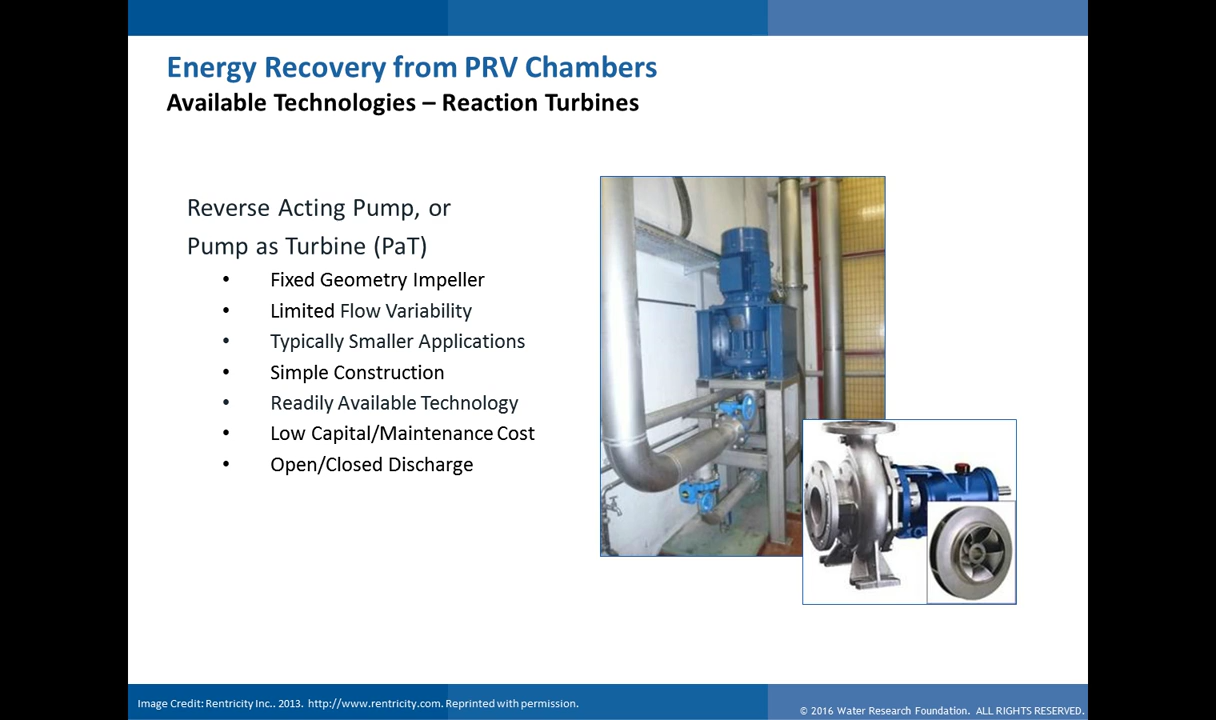 Energy Recovery from PRV Chambers
Available Technologies – Reaction Turbines
Reverse Acting Pump, or
Pump as Turbine (PaT)
• Fixed Geometry Impeller
• Limited Flow Variability
• Typically Smaller Applications
• Simple Construction
• Readily Available Technology
• Low Capital/Maintenance Cost
• Open/Closed Discharge
Image Credit: Rentricity Inc.. 2013. http://www.rentricity.com. Reprinted with permission.
© 2016 Water Research Foundation. ALL RIGHTS RESERVED.